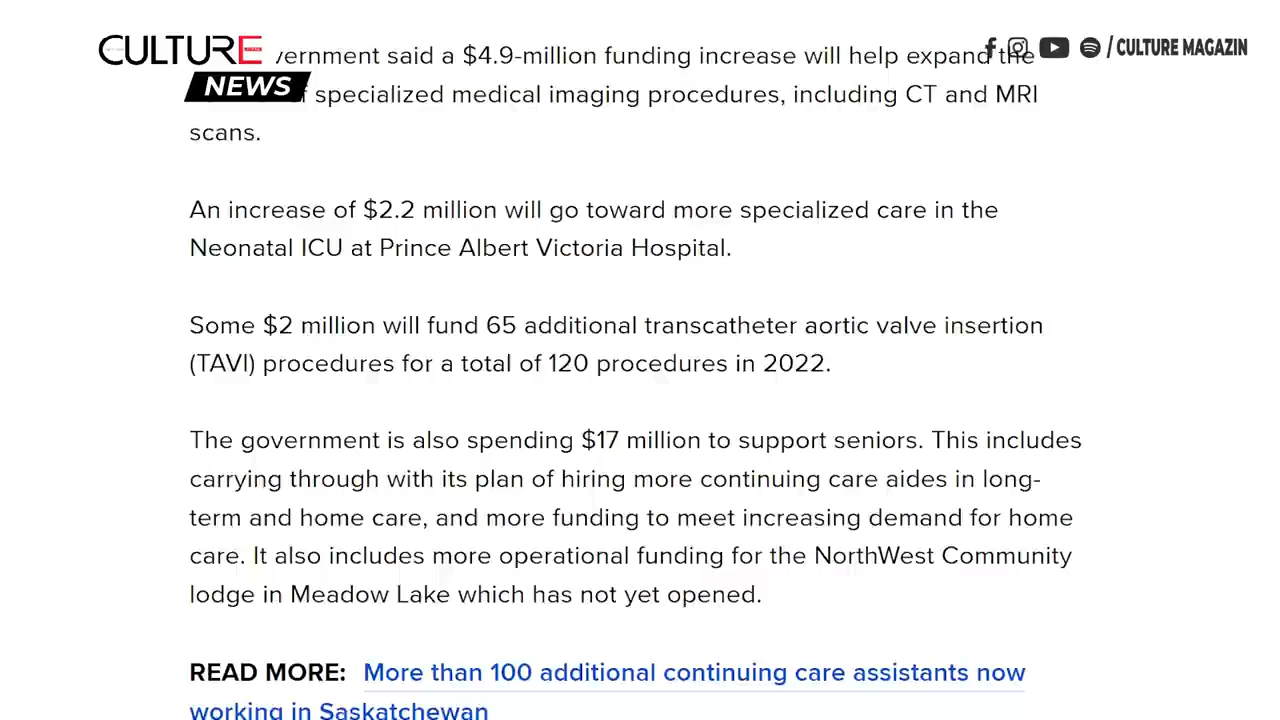 CULTURE
NEWS
/CULTURE MAGAZIN
vernment said a $4.9-million funding increase will help expand the
specialized medical imaging procedures, including CT and MRI
scans.
An increase of $2.2 million will go toward more specialized care in the
Neonatal ICU at Prince Albert Victoria Hospital.
Some $2 million will fund 65 additional transcatheter aortic valve insertion
(TAVI) procedures for a total of 120 procedures in 2022.
The government is also spending $17 million to support seniors. This includes
carrying through with its plan of hiring more continuing care aides in long-
term and home care, and more funding to meet increasing demand for home
care. It also includes more operational funding for the NorthWest Community
lodge in Meadow Lake which has not yet opened.
READ MORE: More than 100 additional continuing care assistants now
working in Saskatchewan